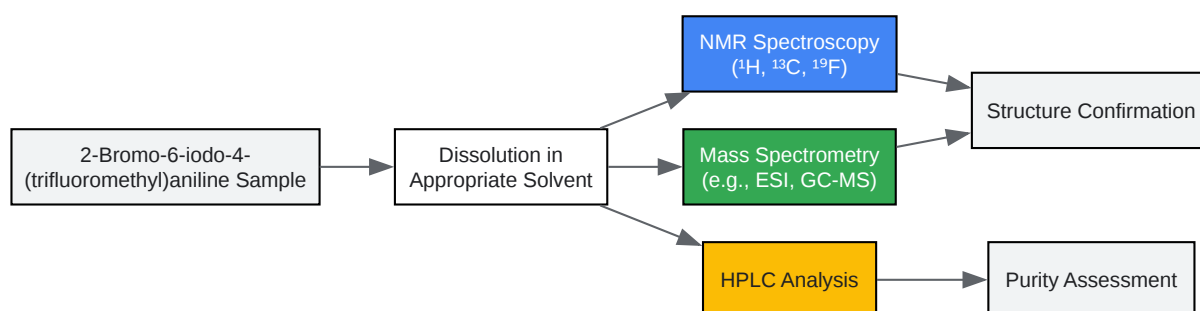 2-Bromo-6-iodo-4-
(trifluoromethyl)aniline Sample
Dissolution in
Appropriate Solvent
NMR Spectroscopy
(¹H, ¹³C, ¹⁹F)
Mass Spectrometry
(e.g., ESI, GC-MS)
HPLC Analysis
Structure Confirmation
Purity Assessment